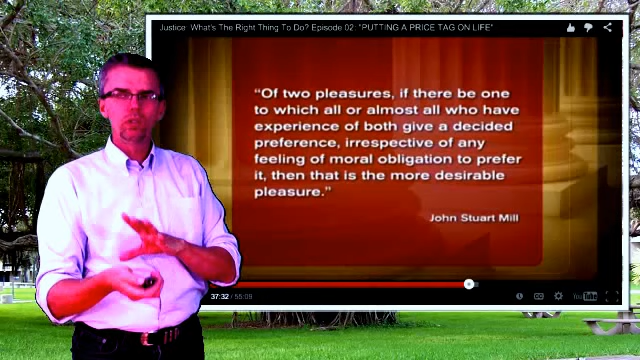 Justice: What's The Right Thing To Do? Episode 02: "PUTTING A PRICE TAG ON LIFE"
“Of two pleasures, if there be one
to which all or almost all who have
experience of both give a decided
preference, irrespective of any
feeling of moral obligation to prefer
it, then that is the more desirable
pleasure.”
John Stuart Mill
37:32 / 55:09 CC YouTube